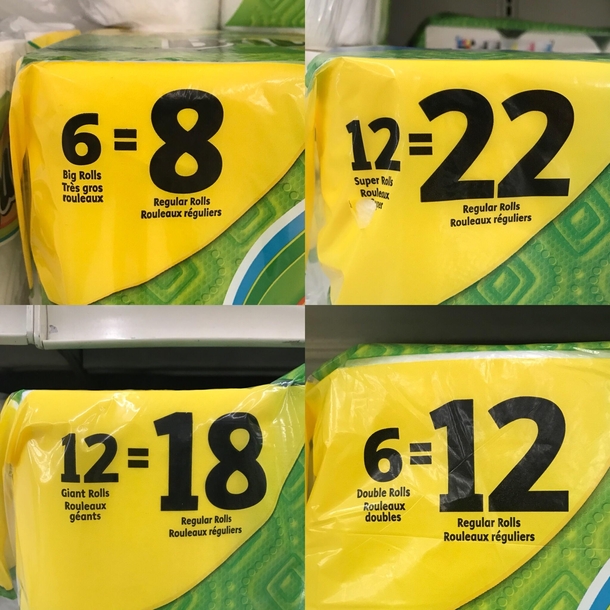 6=8
Big Rolls
Très gros
rouleaux
Regular Rolls
Rouleaux réguliers
12=22
Super Rolls
Rouleaux
Regular Rolls
Rouleaux réguliers
12=18
Giant Rolls
Rouleaux
géants
Regular Rolls
Rouleaux réguliers
6=12
Double Rolls
Rouleaux
doubles
Regular Rolls
Rouleaux réguliers